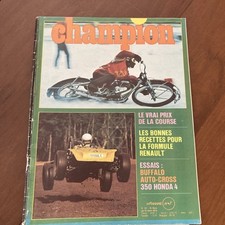 champion
LE VRAI PRIX
DE LA COURSE
LES BONNES
RECETTES POUR
LA FORMULE
RENAULT
ESSAIS :
BUFFALO
AUTO-CROSS
350 HONDA 4